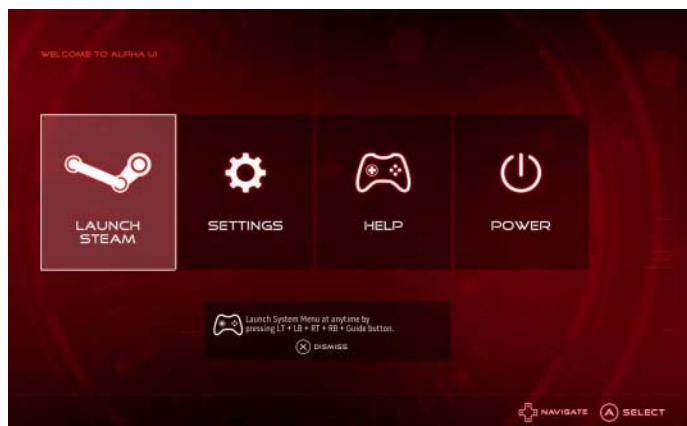 WELCOME TO ALPHA UI
LAUNCH
STEAM
SETTINGS
HELP
POWER
Launch System Menu at anytime by
pressing LT + LB + RT + RB + Guide button.
X DISMISS
NAVIGATE A SELECT